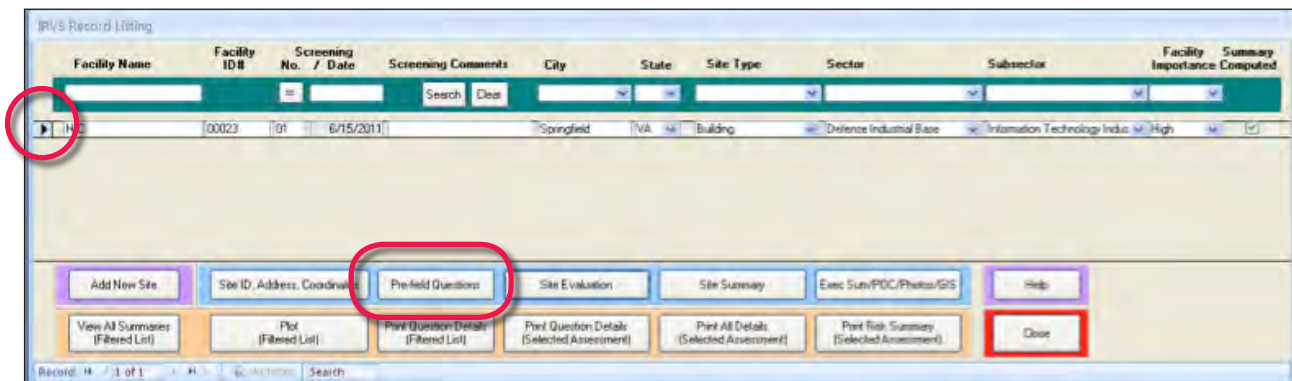 IRVS Record Listing
Facility Name Facility ID# Screening No. / Date Screening Comments City State Site Type Sector Subsector Facility Importance Summary Computed
= Search Clear
00023 01 6/15/2011 Springfield VA Building Defense Industrial Base Information Technology Indus High
Add New Site Site ID, Address, Coordinates Pre-field Questions Site Evaluation Site Summary Exec Sum/POC/Photos/GIS Help
View All Summaries (Filtered List) Plot (Filtered List) Print Question Details (Filtered List) Print Question Details (Selected Assessment) Print All Details (Selected Assessment) Print Risk Summary (Selected Assessment) Close
Record: 1 of 1 Search